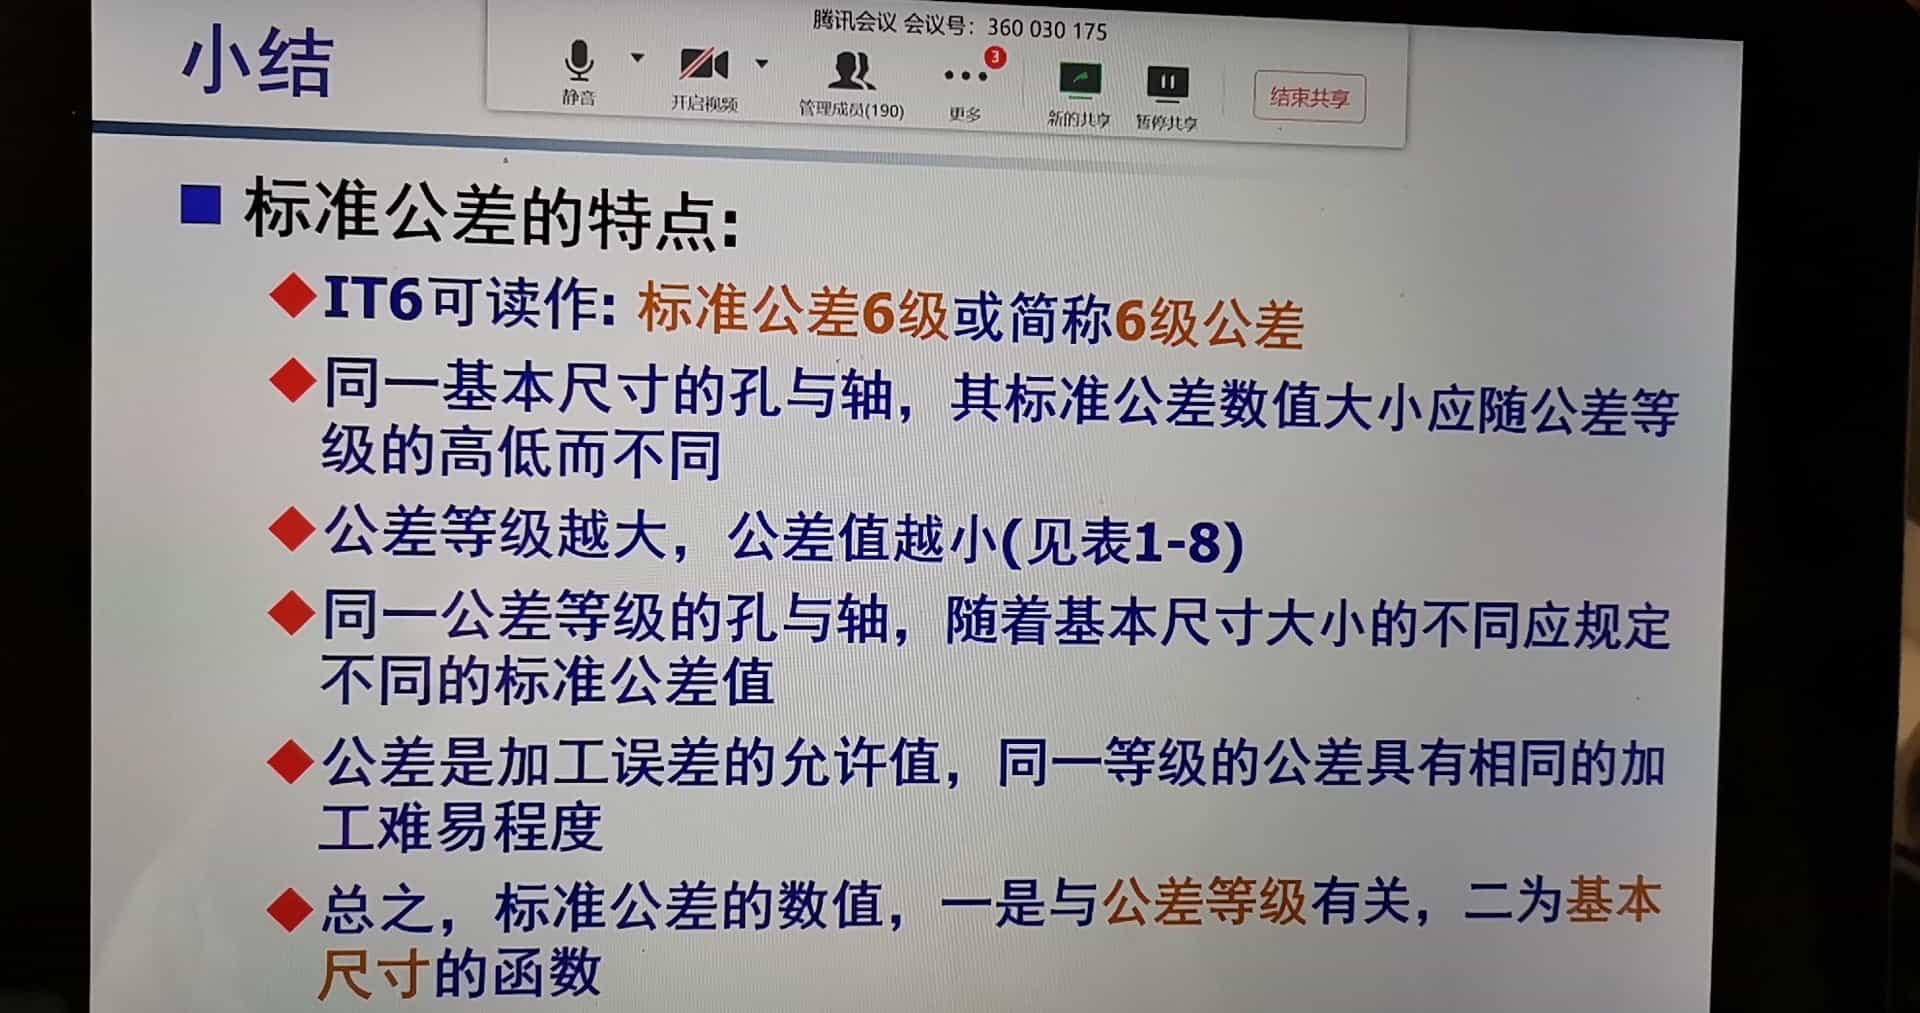 小结
腾讯会议 会议号：360 030 175
3
静音
开启视频
管理成员(190)
更多
新的共享
暂停共享
结束共享
标准公差的特点:
IT6可读作: 标准公差6级或简称6级公差
同一基本尺寸的孔与轴，其标准公差数值大小应随公差等
级的高低而不同
公差等级越大，公差值越小(见表1-8)
同一公差等级的孔与轴，随着基本尺寸大小的不同应规定
不同的标准公差值
公差是加工误差的允许值，同一等级的公差具有相同的加
工难易程度
总之，标准公差的数值，一是与公差等级有关，二为基本
尺寸的函数